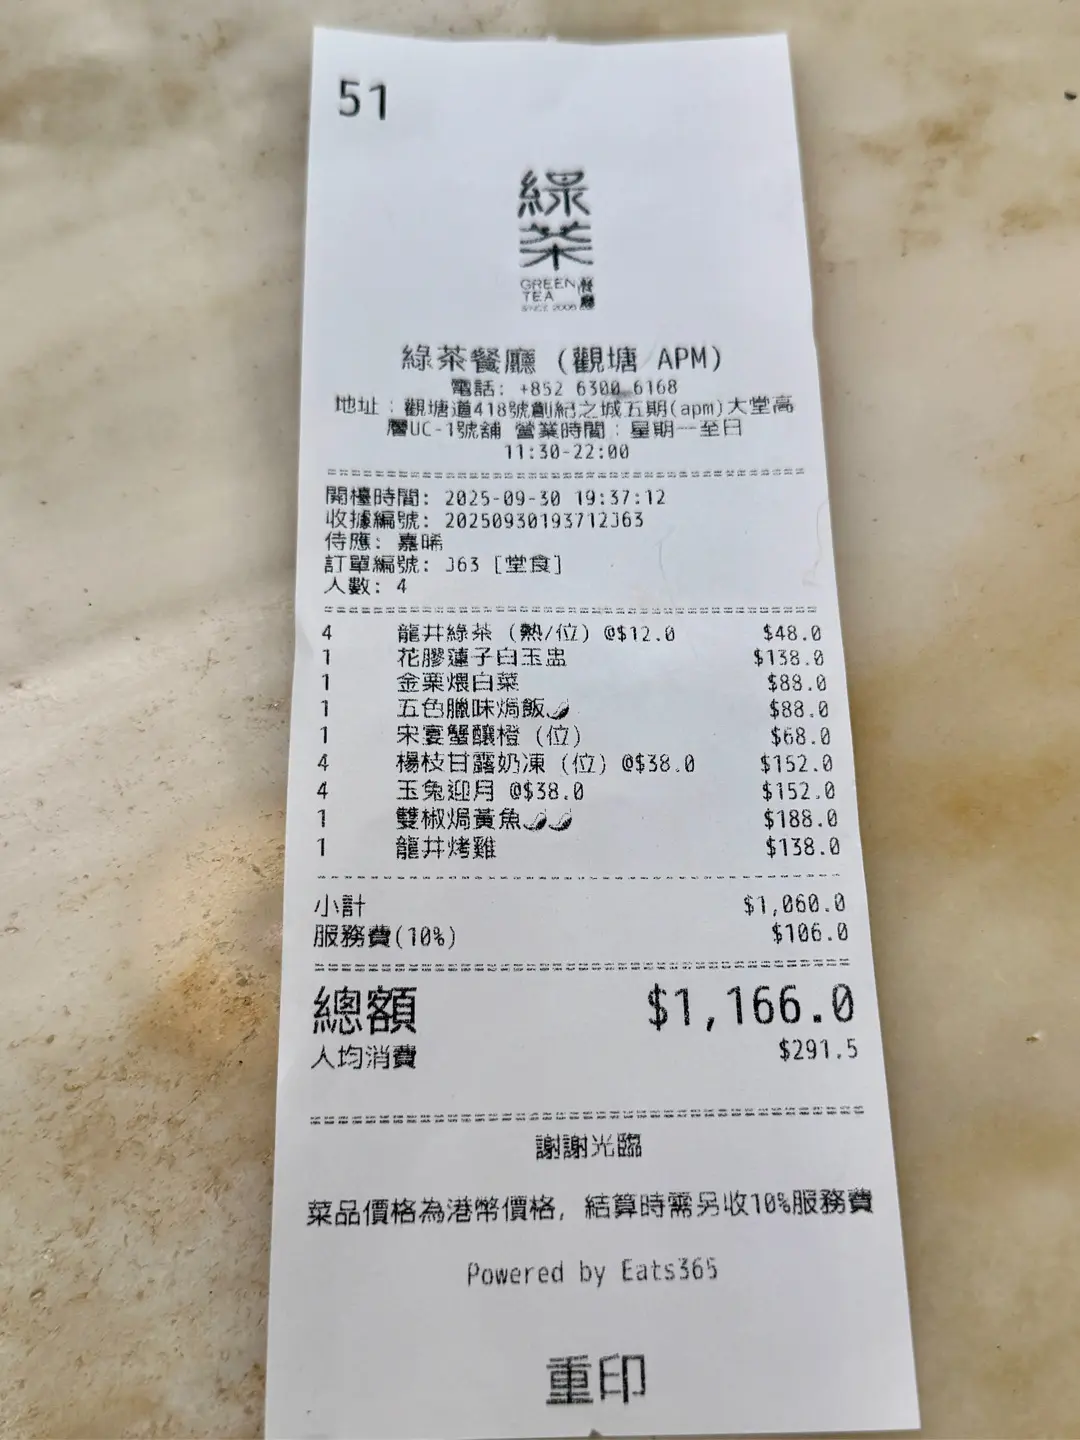 51
綠茶
GREEN TEA 餐廳
SINCE 2008
綠茶餐廳 (觀塘 APM)
電話: +852 6300 6168
地址：觀塘道418號創紀之城五期(apm)大堂高
層UC-1號舖 營業時間：星期一至日
11:30-22:00
開檯時間: 2025-09-30 19:37:12
收據編號: 20250930193712J63
侍應: 嘉晞
訂單編號: J63 [堂食]
人數: 4
4 龍井綠茶 (熱/位) @$12.0 $48.0
1 花膠蓮子白玉盅 $138.0
1 金栗煨白菜 $88.0
1 五色臘味焗飯🌶 $88.0
1 宋宴蟹釀橙 (位) $68.0
4 楊枝甘露奶凍 (位) @$38.0 $152.0
4 玉兔迎月 @$38.0 $152.0
1 雙椒焗黃魚🌶🌶 $188.0
1 龍井烤雞 $138.0
小計 $1,060.0
服務費(10%) $106.0
總額 $1,166.0
人均消費 $291.5
謝謝光臨
菜品價格為港幣價格, 結算時需另收10%服務費
Powered by Eats365
重印